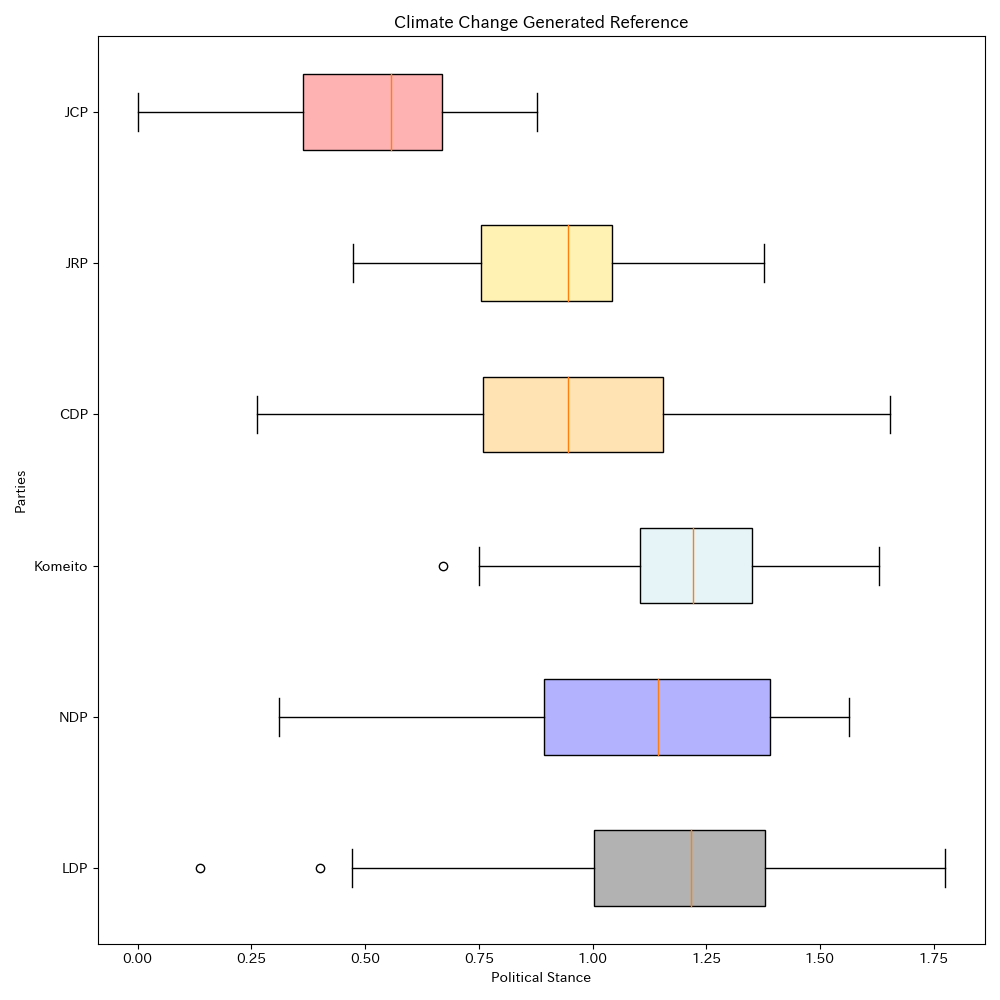 Climate Change Generated Reference
JCP
JRP
CDP
Komeito
NDP
LDP
Parties
0.00 0.25 0.50 0.75 1.00 1.25 1.50 1.75
Political Stance